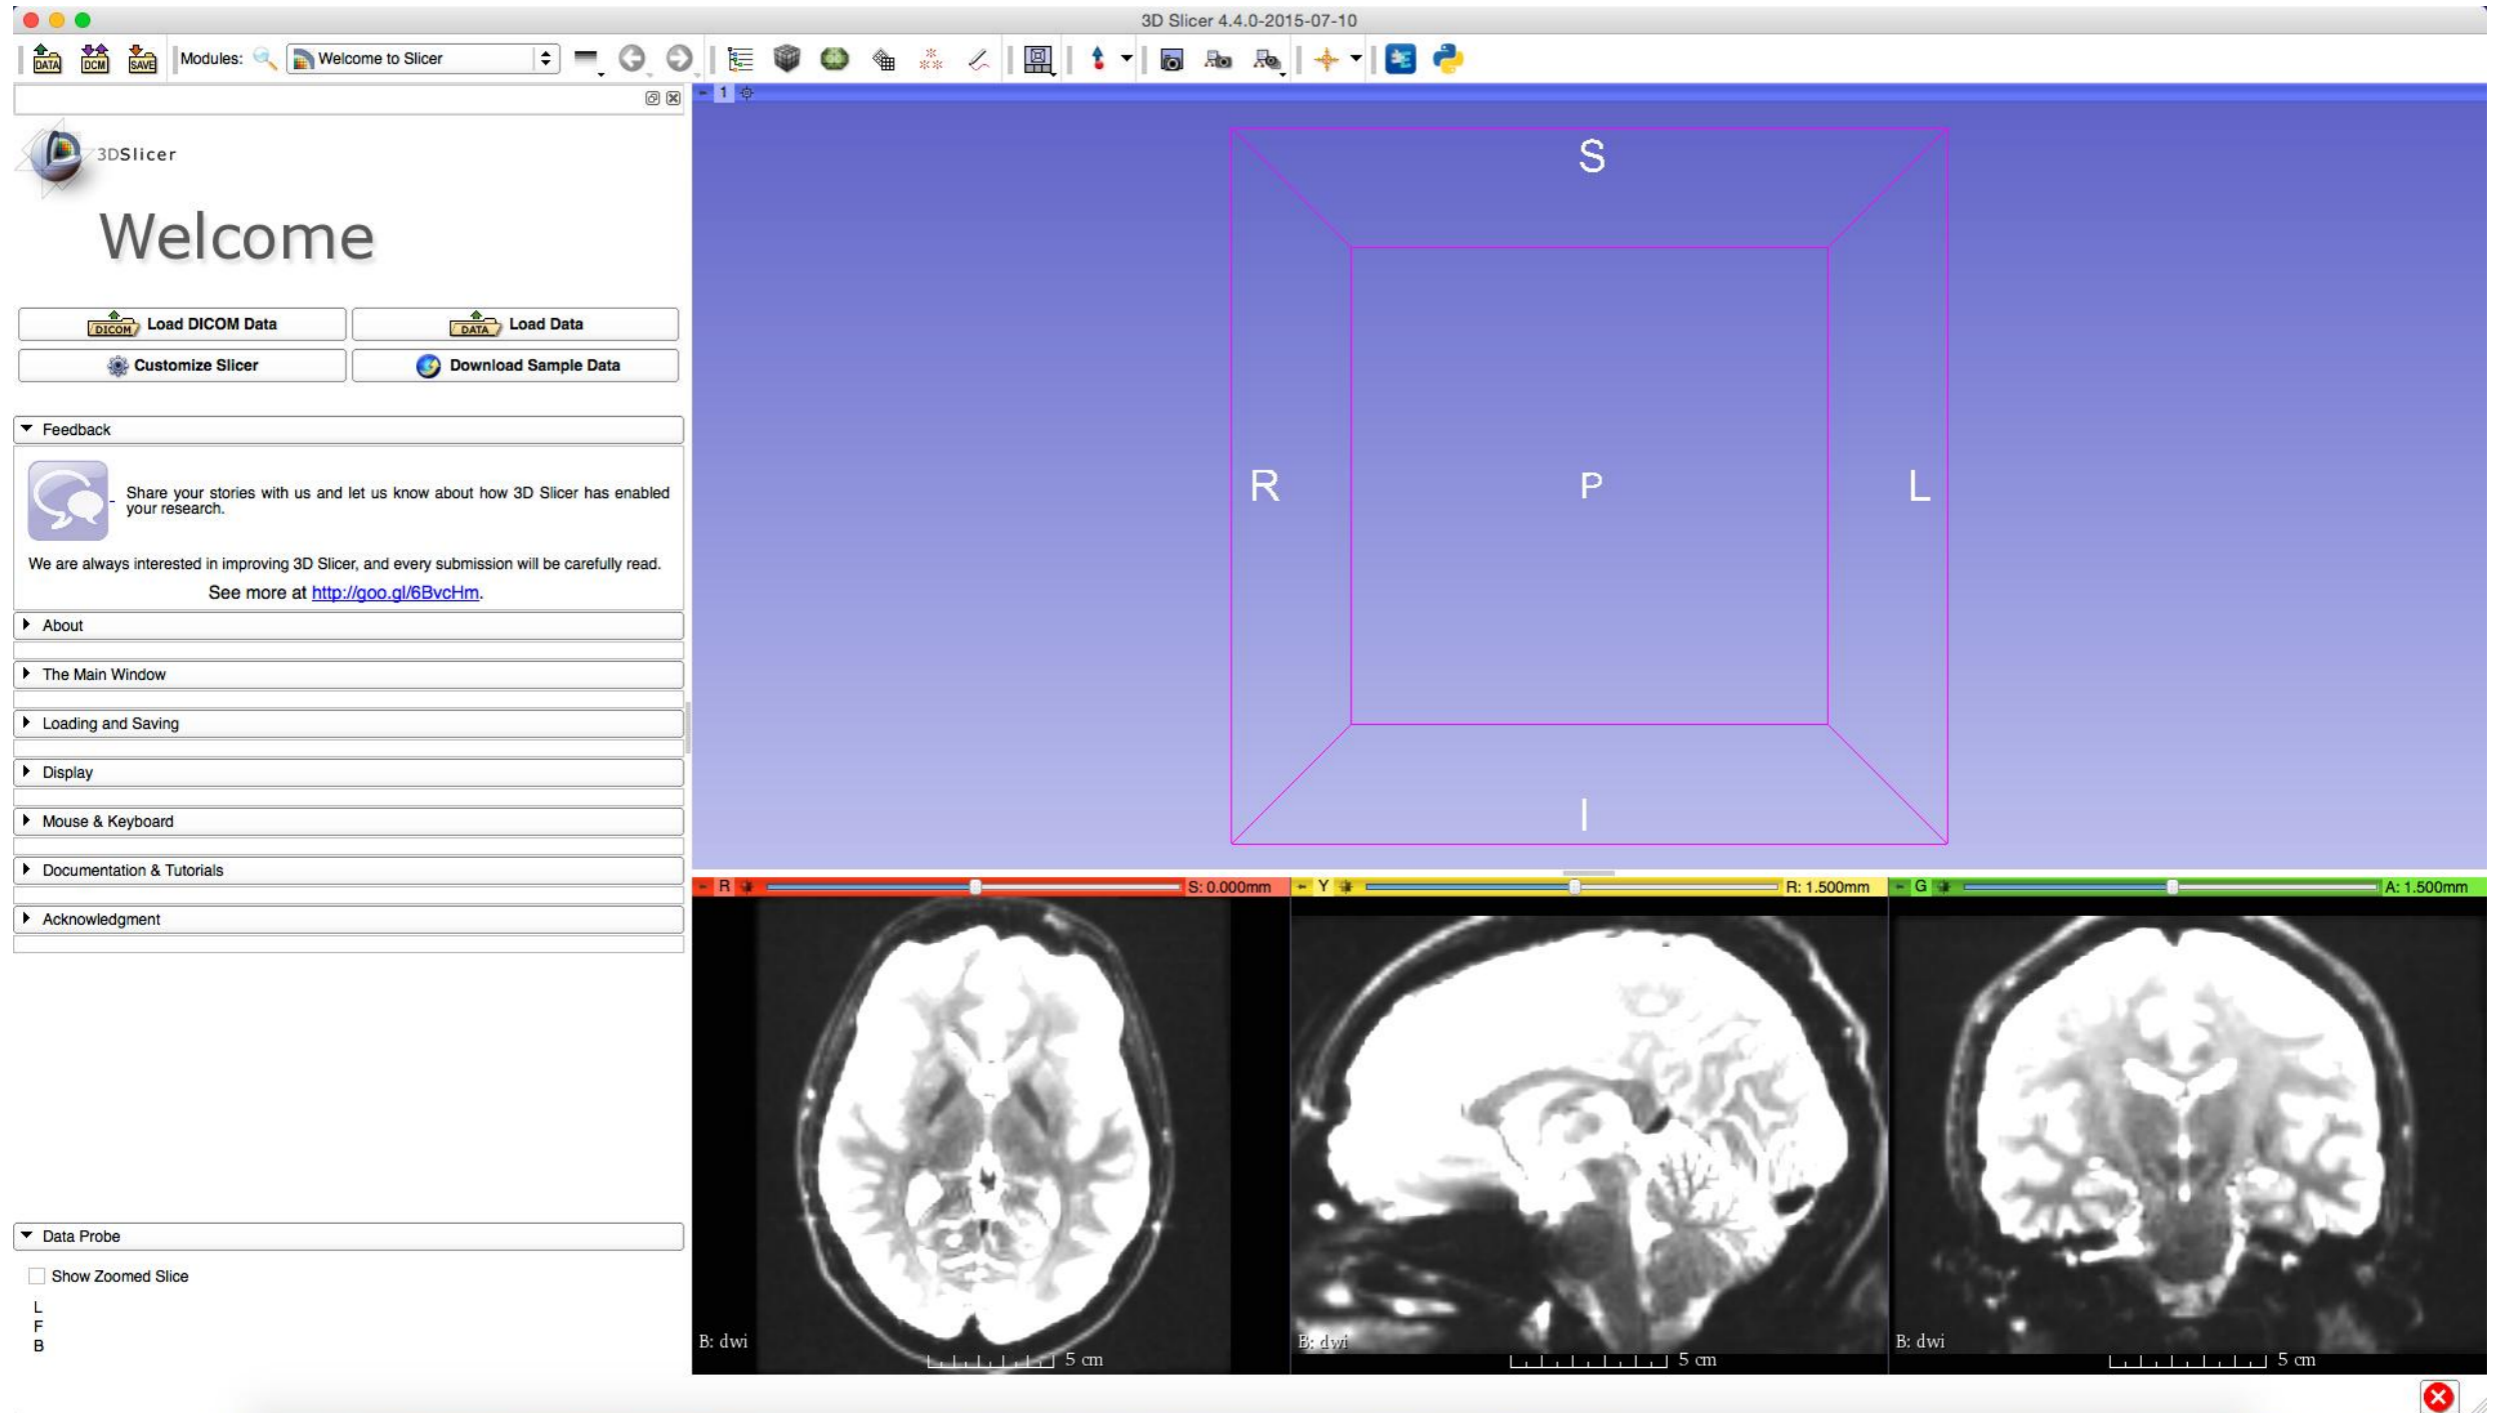 3D Slicer 4.4.0-2015-07-10
DATA DCM SAVE Modules: Welcome to Slicer
1
3DSlicer
Welcome
DICOM Load DICOM Data
DATA Load Data
Customize Slicer
Download Sample Data
Feedback
Share your stories with us and let us know about how 3D Slicer has enabled
your research.
We are always interested in improving 3D Slicer, and every submission will be carefully read.
See more at http://goo.gl/6BvcHm.
About
The Main Window
Loading and Saving
Display
Mouse & Keyboard
Documentation & Tutorials
Acknowledgment
Data Probe
Show Zoomed Slice
L
F
B
S
R
P
L
I
R S: 0.000mm
Y R: 1.500mm
G A: 1.500mm
B: dwi
5 cm
B: dwi
5 cm
B: dwi
5 cm